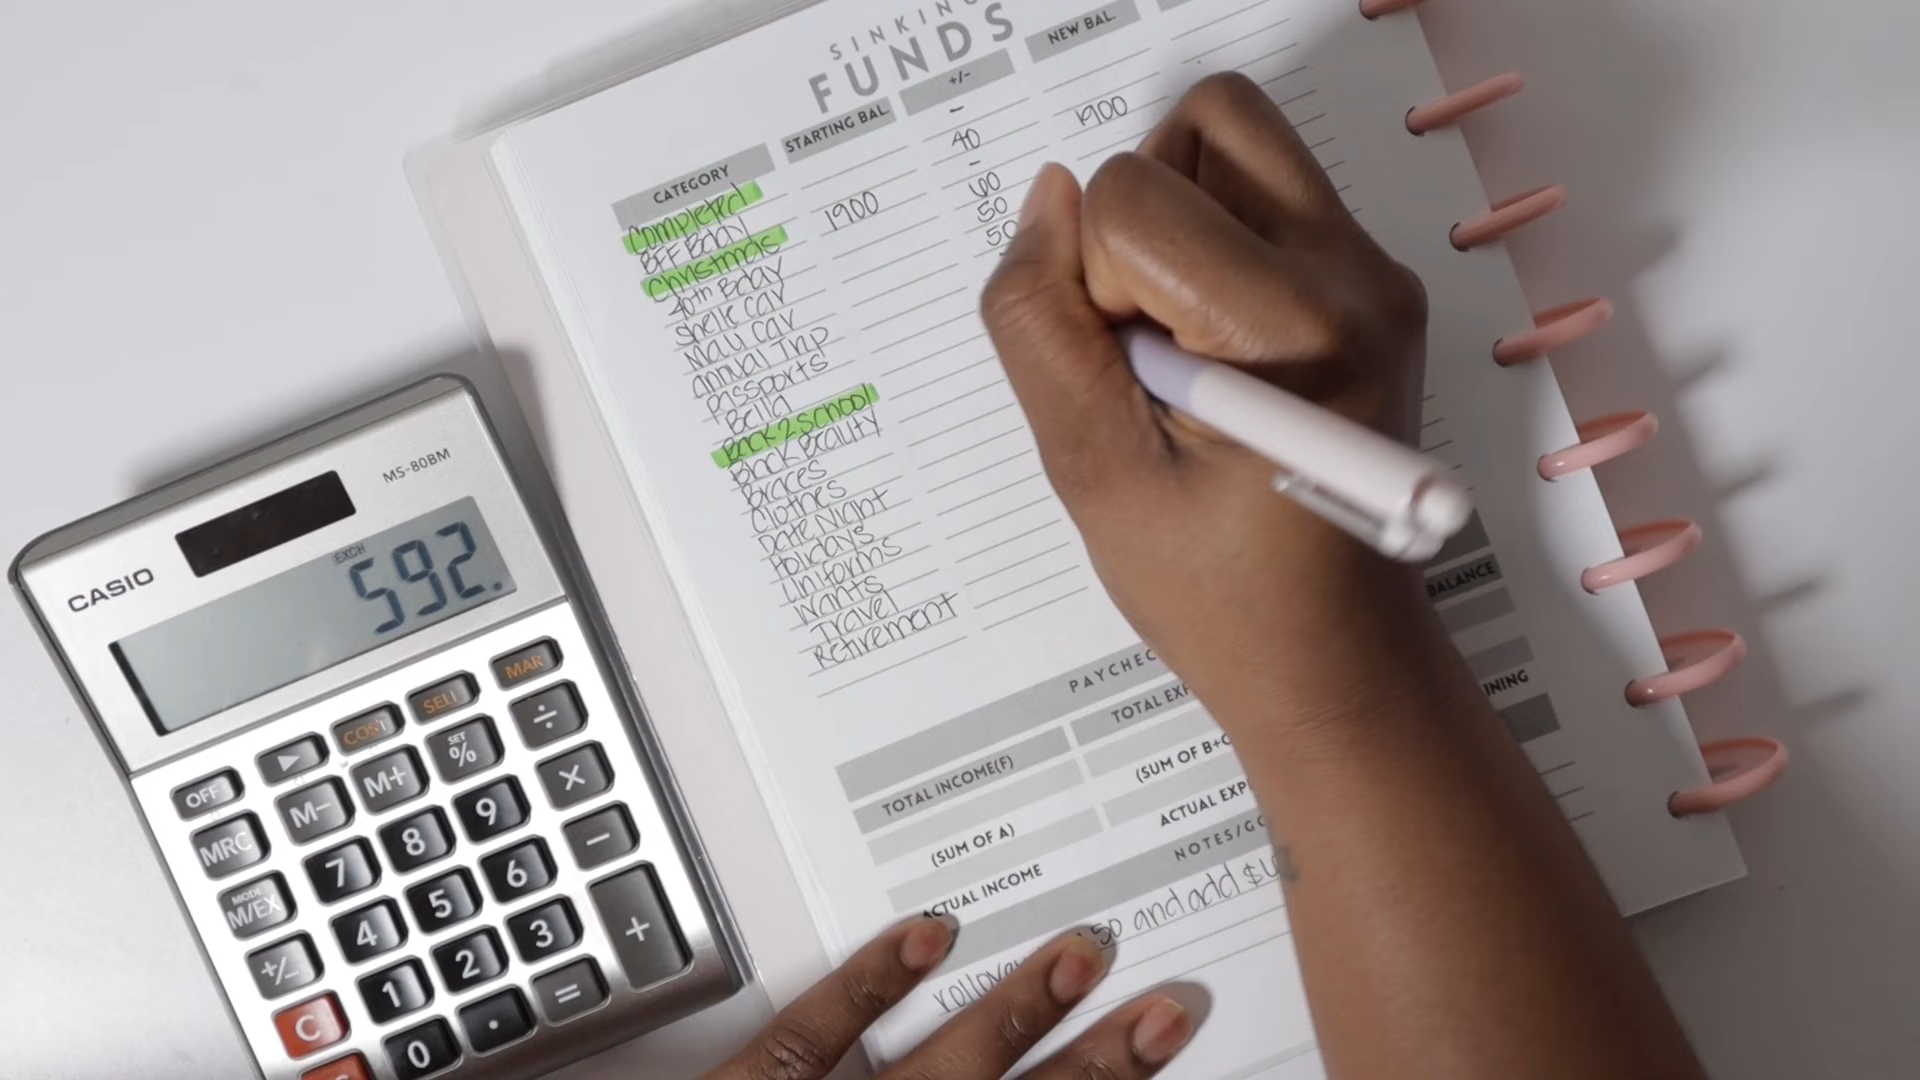 SINKING
FUNDS
CATEGORY STARTING BAL. +/- NEW BAL.
Completed -
BFF Bday 40
Christmas 1900 - 1900
40th Bday 60
Shelle Car 50
Maui Car 50
Annual Trip
Passports
Bella
Back 2 School
Black Beauty
Braces
Clothes
Date Night
Holidays
Uniforms
Wants
Travel
Retirement
PAYCHEC
TOTAL INCOME(F) TOTAL EXP BALANCE
(SUM OF A) (SUM OF B+C
ACTUAL INCOME ACTUAL EXP INING
NOTES/GO
50 and add $
MS-80BM
CASIO
EXCH
592.
OFF ▶ COST SELL MAR
MRC M- M+ SET % ÷
MODE M/EX 7 8 9 ×
+/- 4 5 6 −
C 1 2 3 +
0 . =